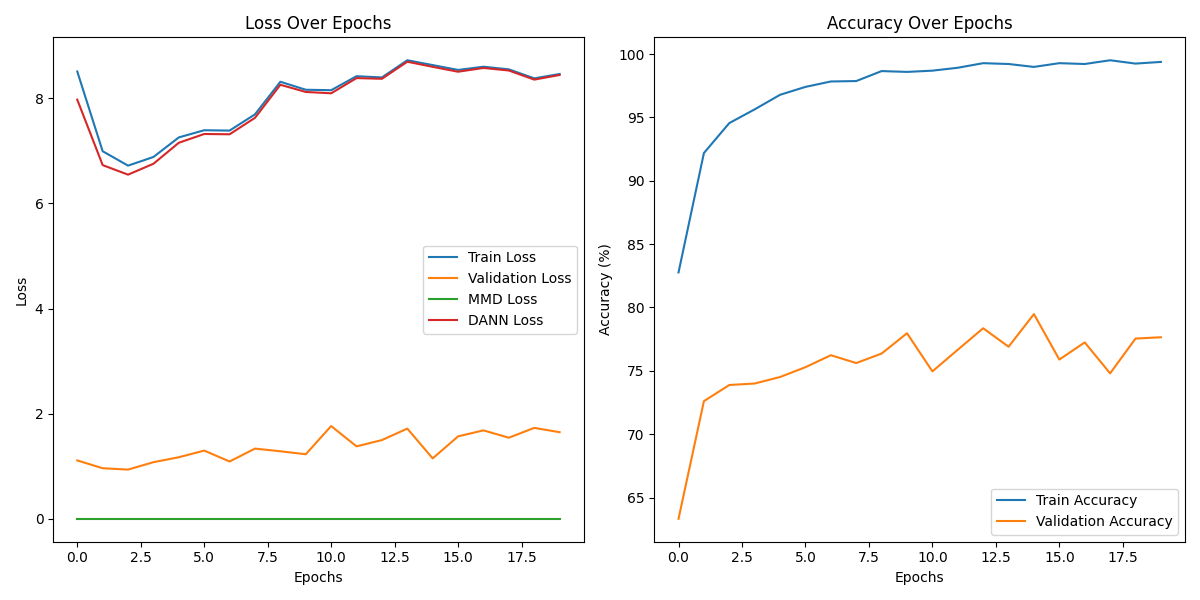 Loss Over Epochs
8
6
4
2
0
Loss
Train Loss
Validation Loss
MMD Loss
DANN Loss
0.0 2.5 5.0 7.5 10.0 12.5 15.0 17.5
Epochs
Accuracy Over Epochs
100
95
90
85
80
75
70
65
Accuracy (%)
Train Accuracy
Validation Accuracy
0.0 2.5 5.0 7.5 10.0 12.5 15.0 17.5
Epochs